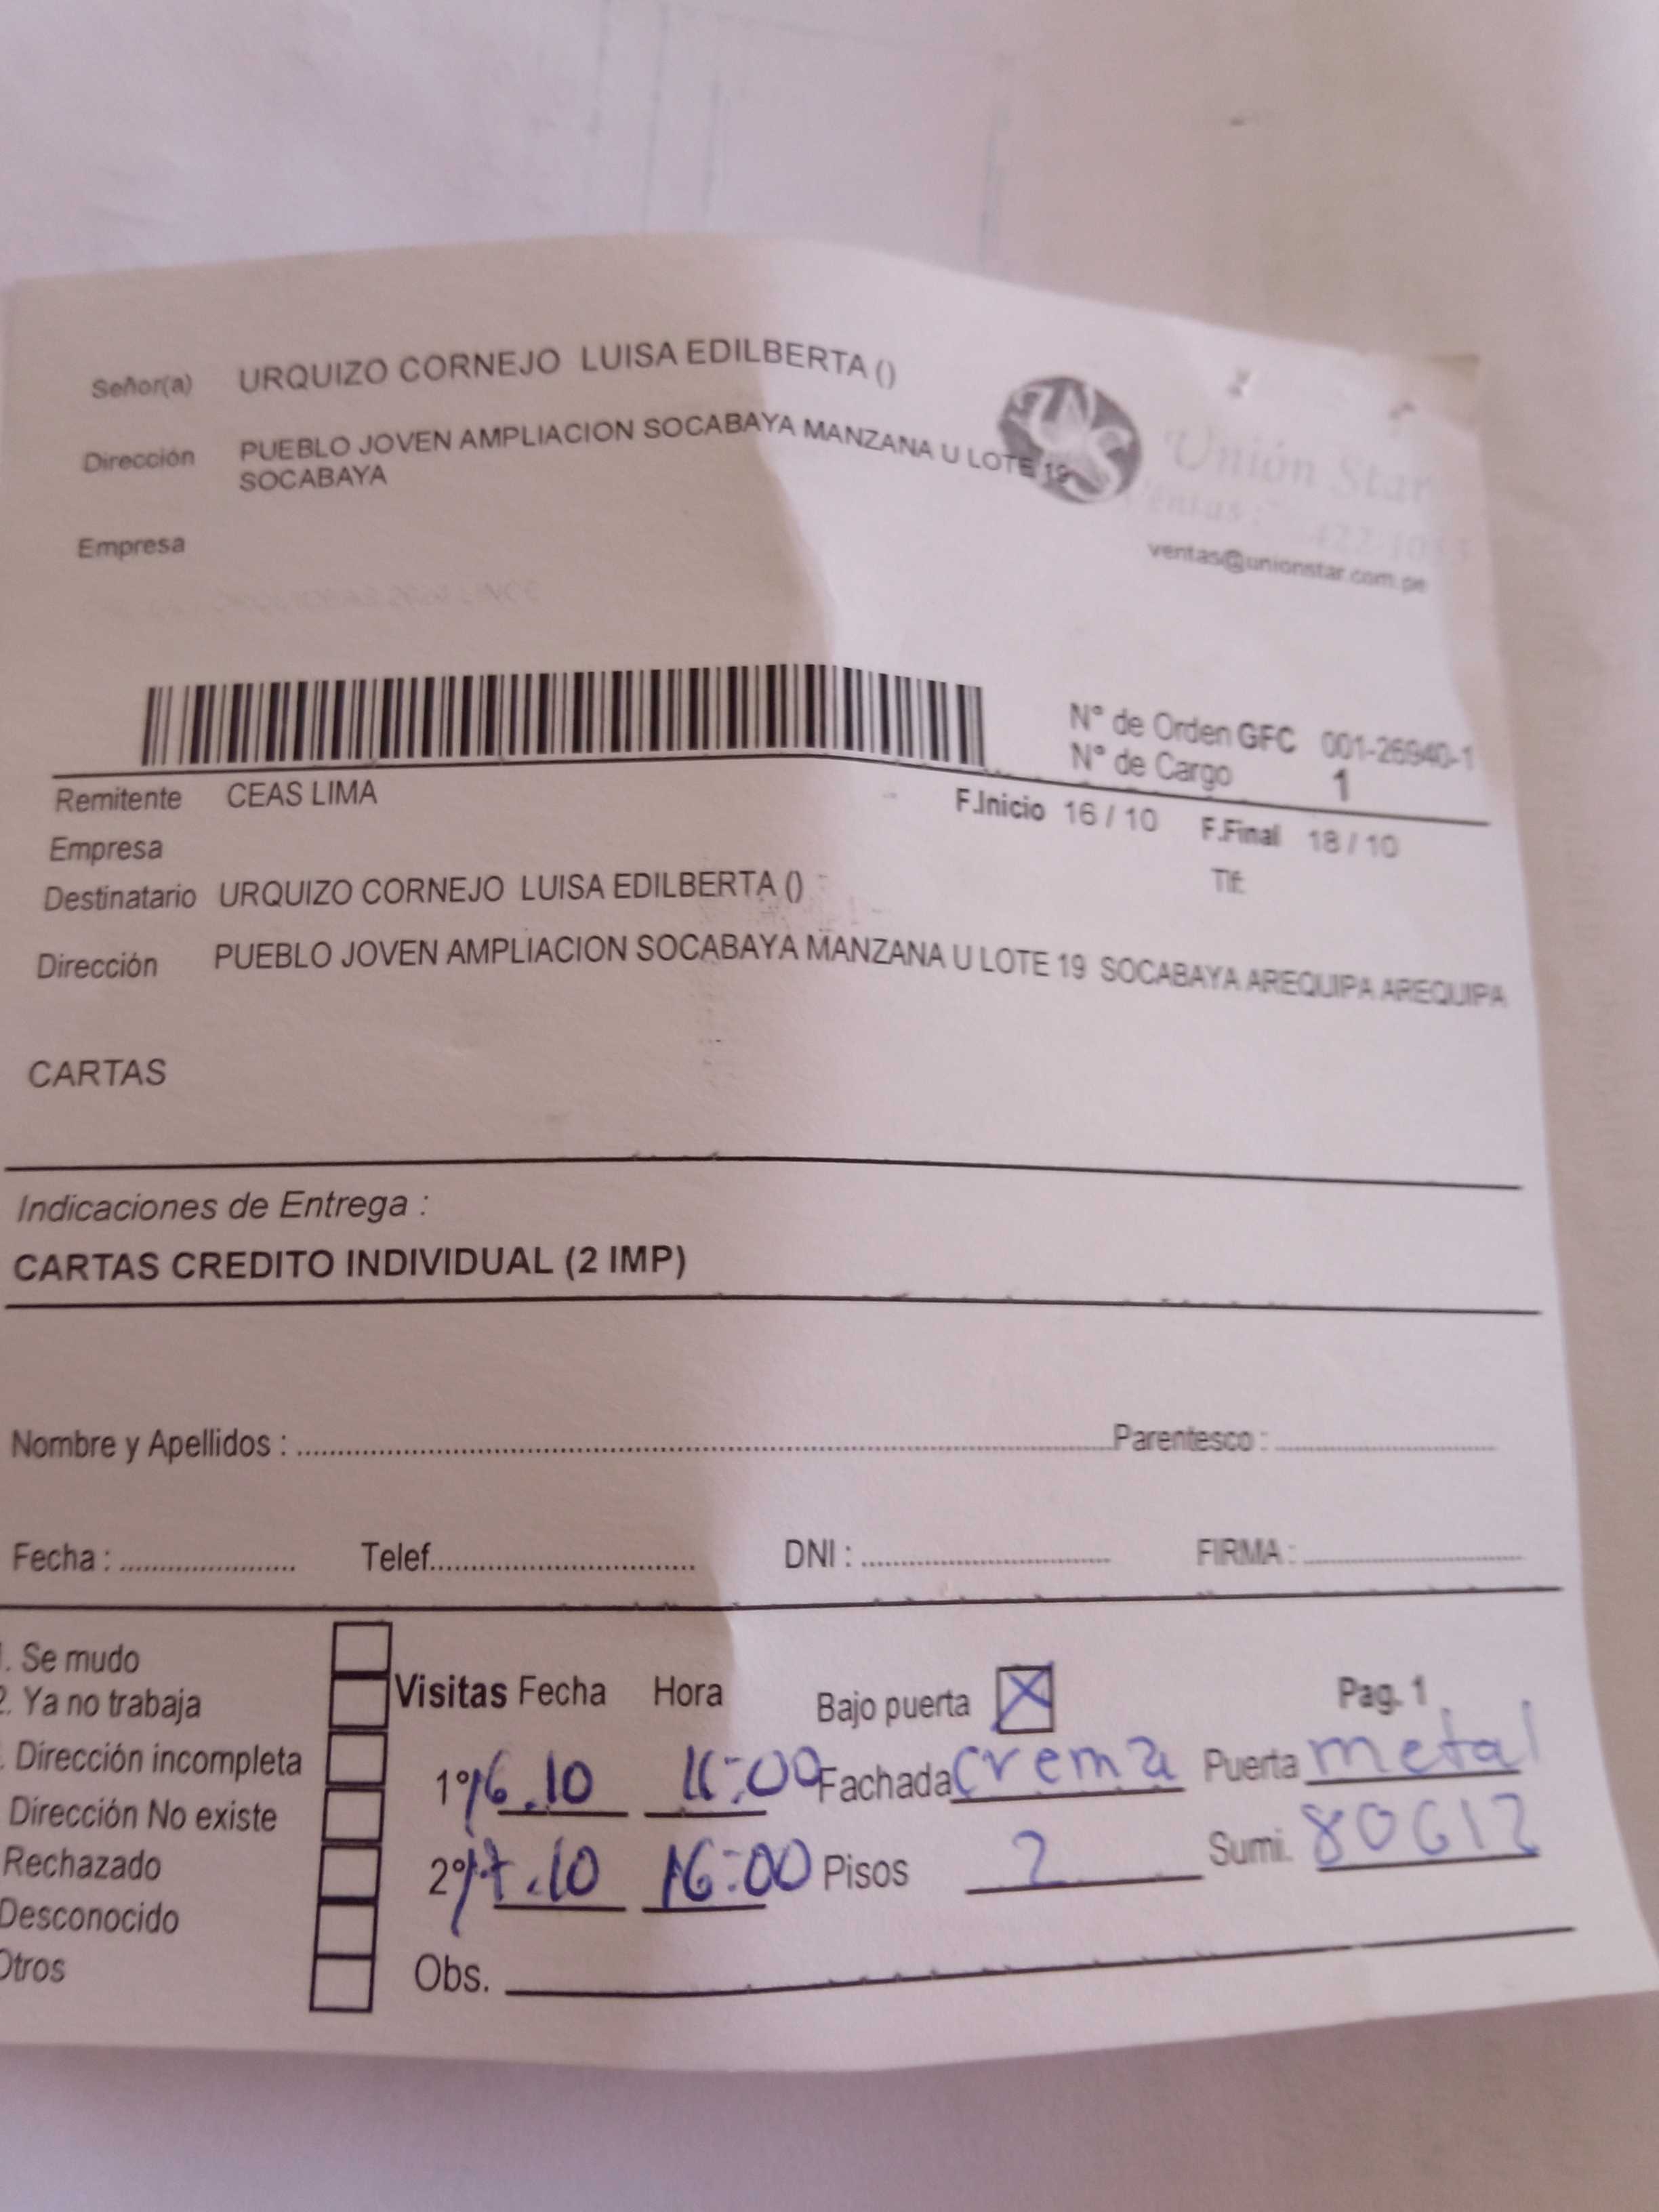 Señor(a) URQUIZO CORNEJO LUISA EDILBERTA ()
Dirección PUEBLO JOVEN AMPLIACION SOCABAYA MANZANA U LOTE 19
SOCABAYA
Unión Star
Ventas:
ventas@unionstar.com.pe
Empresa
N° de Orden GFC 001-26940-1
N° de Cargo 1
Remitente CEAS LIMA
F.Inicio 16 / 10 F.Final 18 / 10
Empresa
Tlf:
Destinatario URQUIZO CORNEJO LUISA EDILBERTA ()
Dirección PUEBLO JOVEN AMPLIACION SOCABAYA MANZANA U LOTE 19 SOCABAYA AREQUIPA AREQUIPA
CARTAS
Indicaciones de Entrega :
CARTAS CREDITO INDIVIDUAL (2 IMP)
Nombre y Apellidos : Parentesco :
Fecha : Telef. DNI : FIRMA :
1. Se mudo
2. Ya no trabaja
Dirección incompleta
Dirección No existe
Rechazado
Desconocido
Otros
Visitas Fecha Hora Bajo puerta X Pag. 1
1° 16.10 11:00 Fachada crema Puerta metal
2° 17.10 16:00 Pisos 2 Sumi. 80612
Obs.